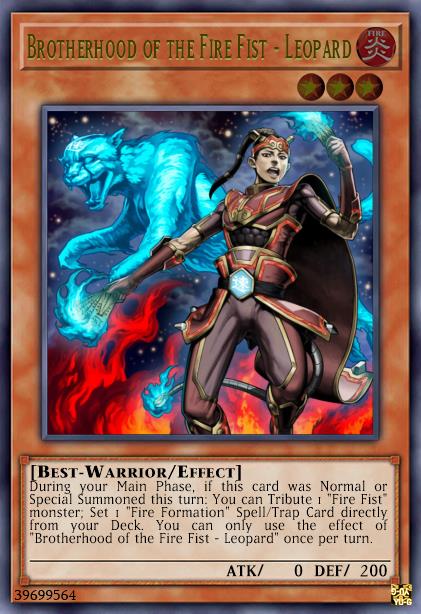 BROTHERHOOD OF THE FIRE FIST - LEOPARD
FIRE
炎
[BEST-WARRIOR/EFFECT]
During your Main Phase, if this card was Normal or
Special Summoned this turn: You can Tribute 1 "Fire Fist"
monster; Set 1 "Fire Formation" Spell/Trap Card directly
from your Deck. You can only use the effect of
"Brotherhood of the Fire Fist - Leopard" once per turn.
ATK/ 0 DEF/ 200
39699564